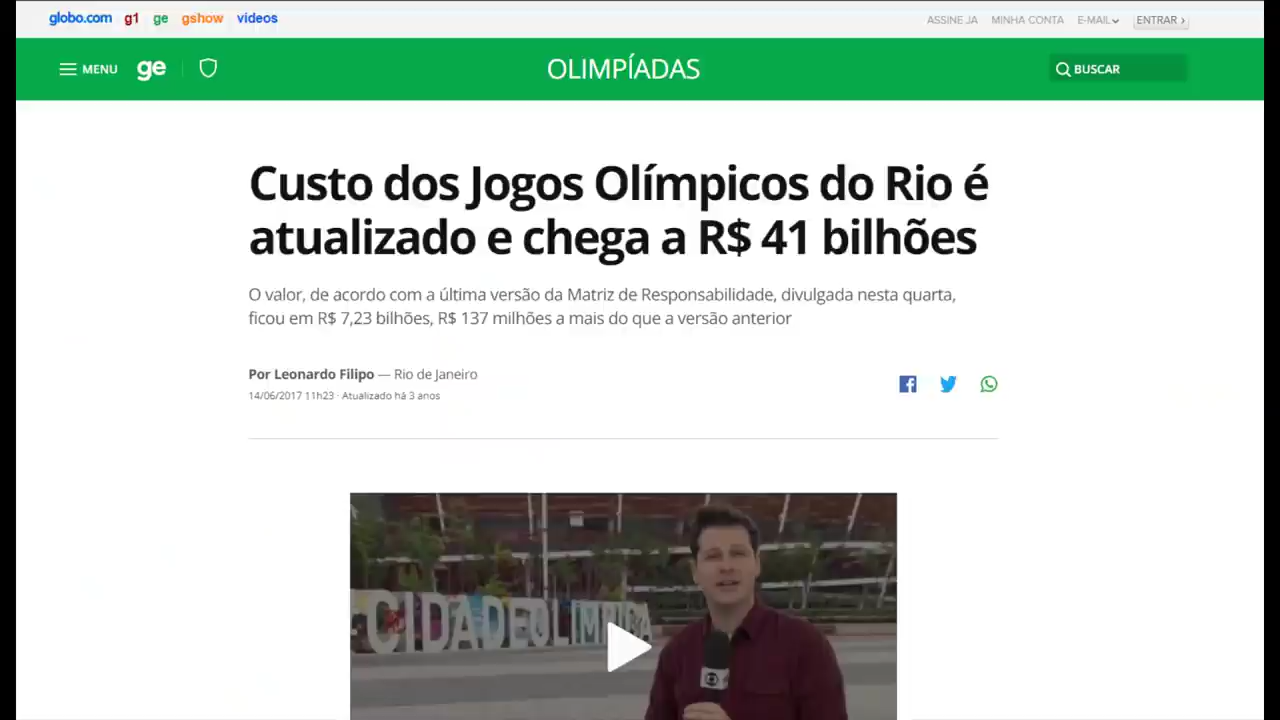 globo.com g1 ge gshow videos ASSINE JÁ MINHA CONTA E-MAIL ENTRAR ›
MENU ge OLIMPÍADAS BUSCAR
Custo dos Jogos Olímpicos do Rio é
atualizado e chega a R$ 41 bilhões
O valor, de acordo com a última versão da Matriz de Responsabilidade, divulgada nesta quarta,
ficou em R$ 7,23 bilhões, R$ 137 milhões a mais do que a versão anterior
Por Leonardo Filipo — Rio de Janeiro
14/06/2017 11h23 · Atualizado há 3 anos
#CIDADEOLIMPICA